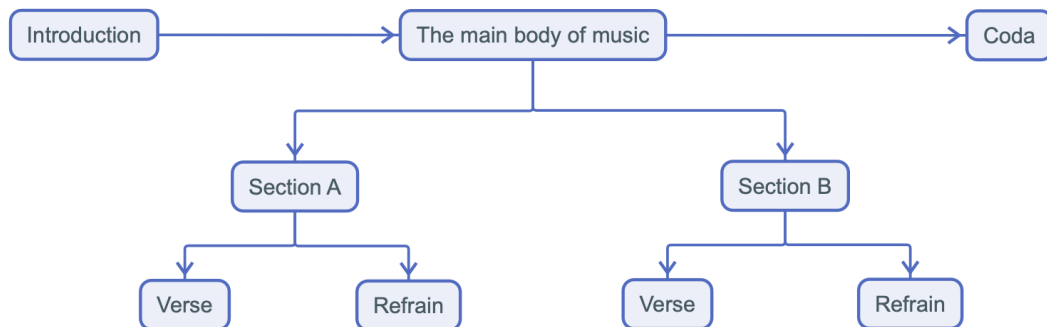 Introduction
The main body of music
Coda
Section A
Section B
Verse
Refrain
Verse
Refrain